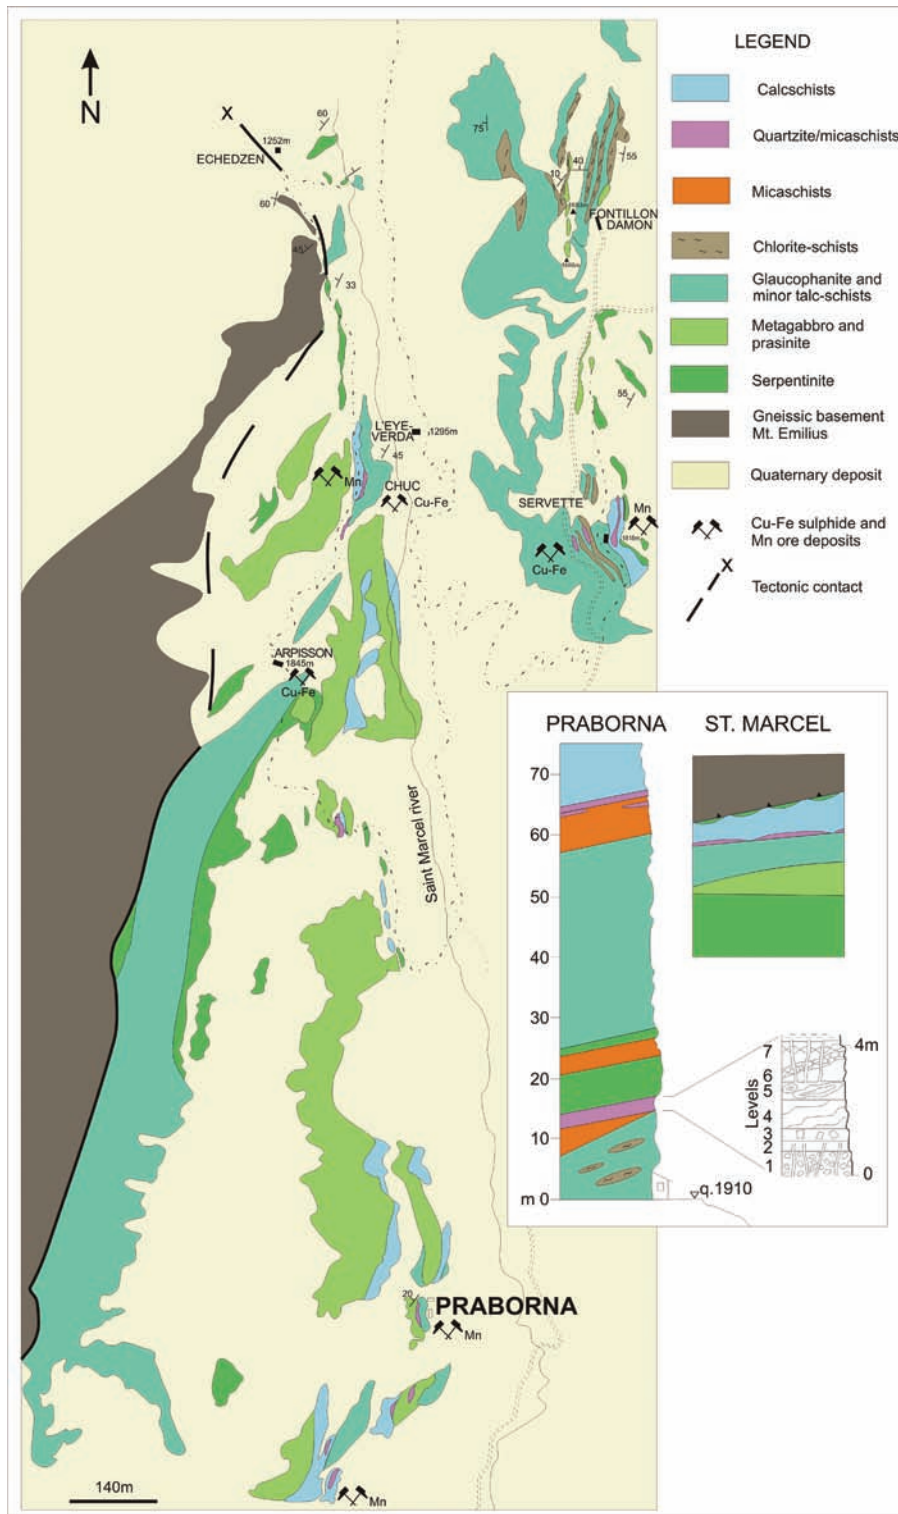 N
X
60
1252m
ECHEDZEN
60
45
33
75
10
40
55
FONTILLON
DAMON
55
L'EYE-
VERDA
1295m
45
Mn
CHUC
Cu-Fe
SERVETTE
Mn
1818m
Cu-Fe
ARPISSON
1845m
Cu-Fe
Saint Marcel river
20
PRABORNA
Mn
Mn
140m
LEGEND
Calcschists
Quartzite/micaschists
Micaschists
Chlorite-schists
Glaucophanite and
minor talc-schists
Metagabbro and
prasinite
Serpentinite
Gneissic basement
Mt. Emilius
Quaternary deposit
Cu-Fe sulphide and
Mn ore deposits
X
Tectonic contact
PRABORNA
ST. MARCEL
70
60
50
40
30
20
10
m 0
q.1910
Levels
7
6
5
4
3
2
1
4m
0